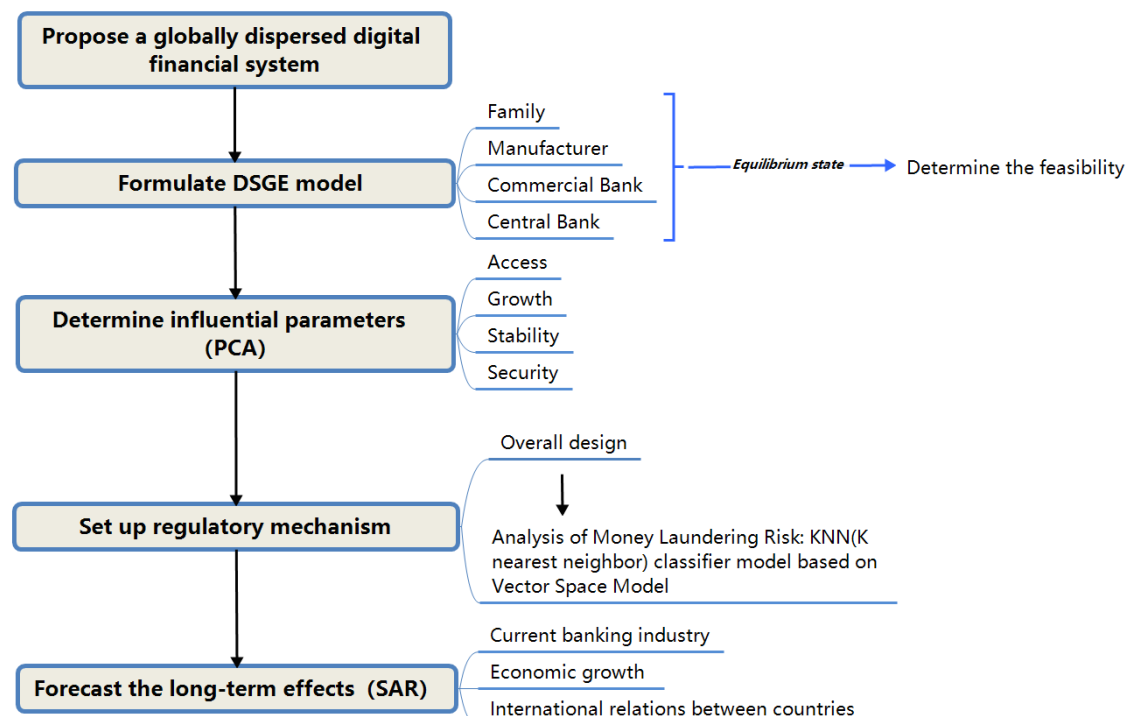 Propose a globally dispersed digital
financial system
Family
Manufacturer
Formulate DSGE model
Commercial Bank
Central Bank
Equilibrium state
Determine the feasibility
Access
Growth
Determine influential parameters
（PCA）
Stability
Security
Overall design
Set up regulatory mechanism
Analysis of Money Laundering Risk: KNN(K
nearest neighbor) classifier model based on
Vector Space Model
Current banking industry
Economic growth
Forecast the long-term effects（SAR）
International relations between countries